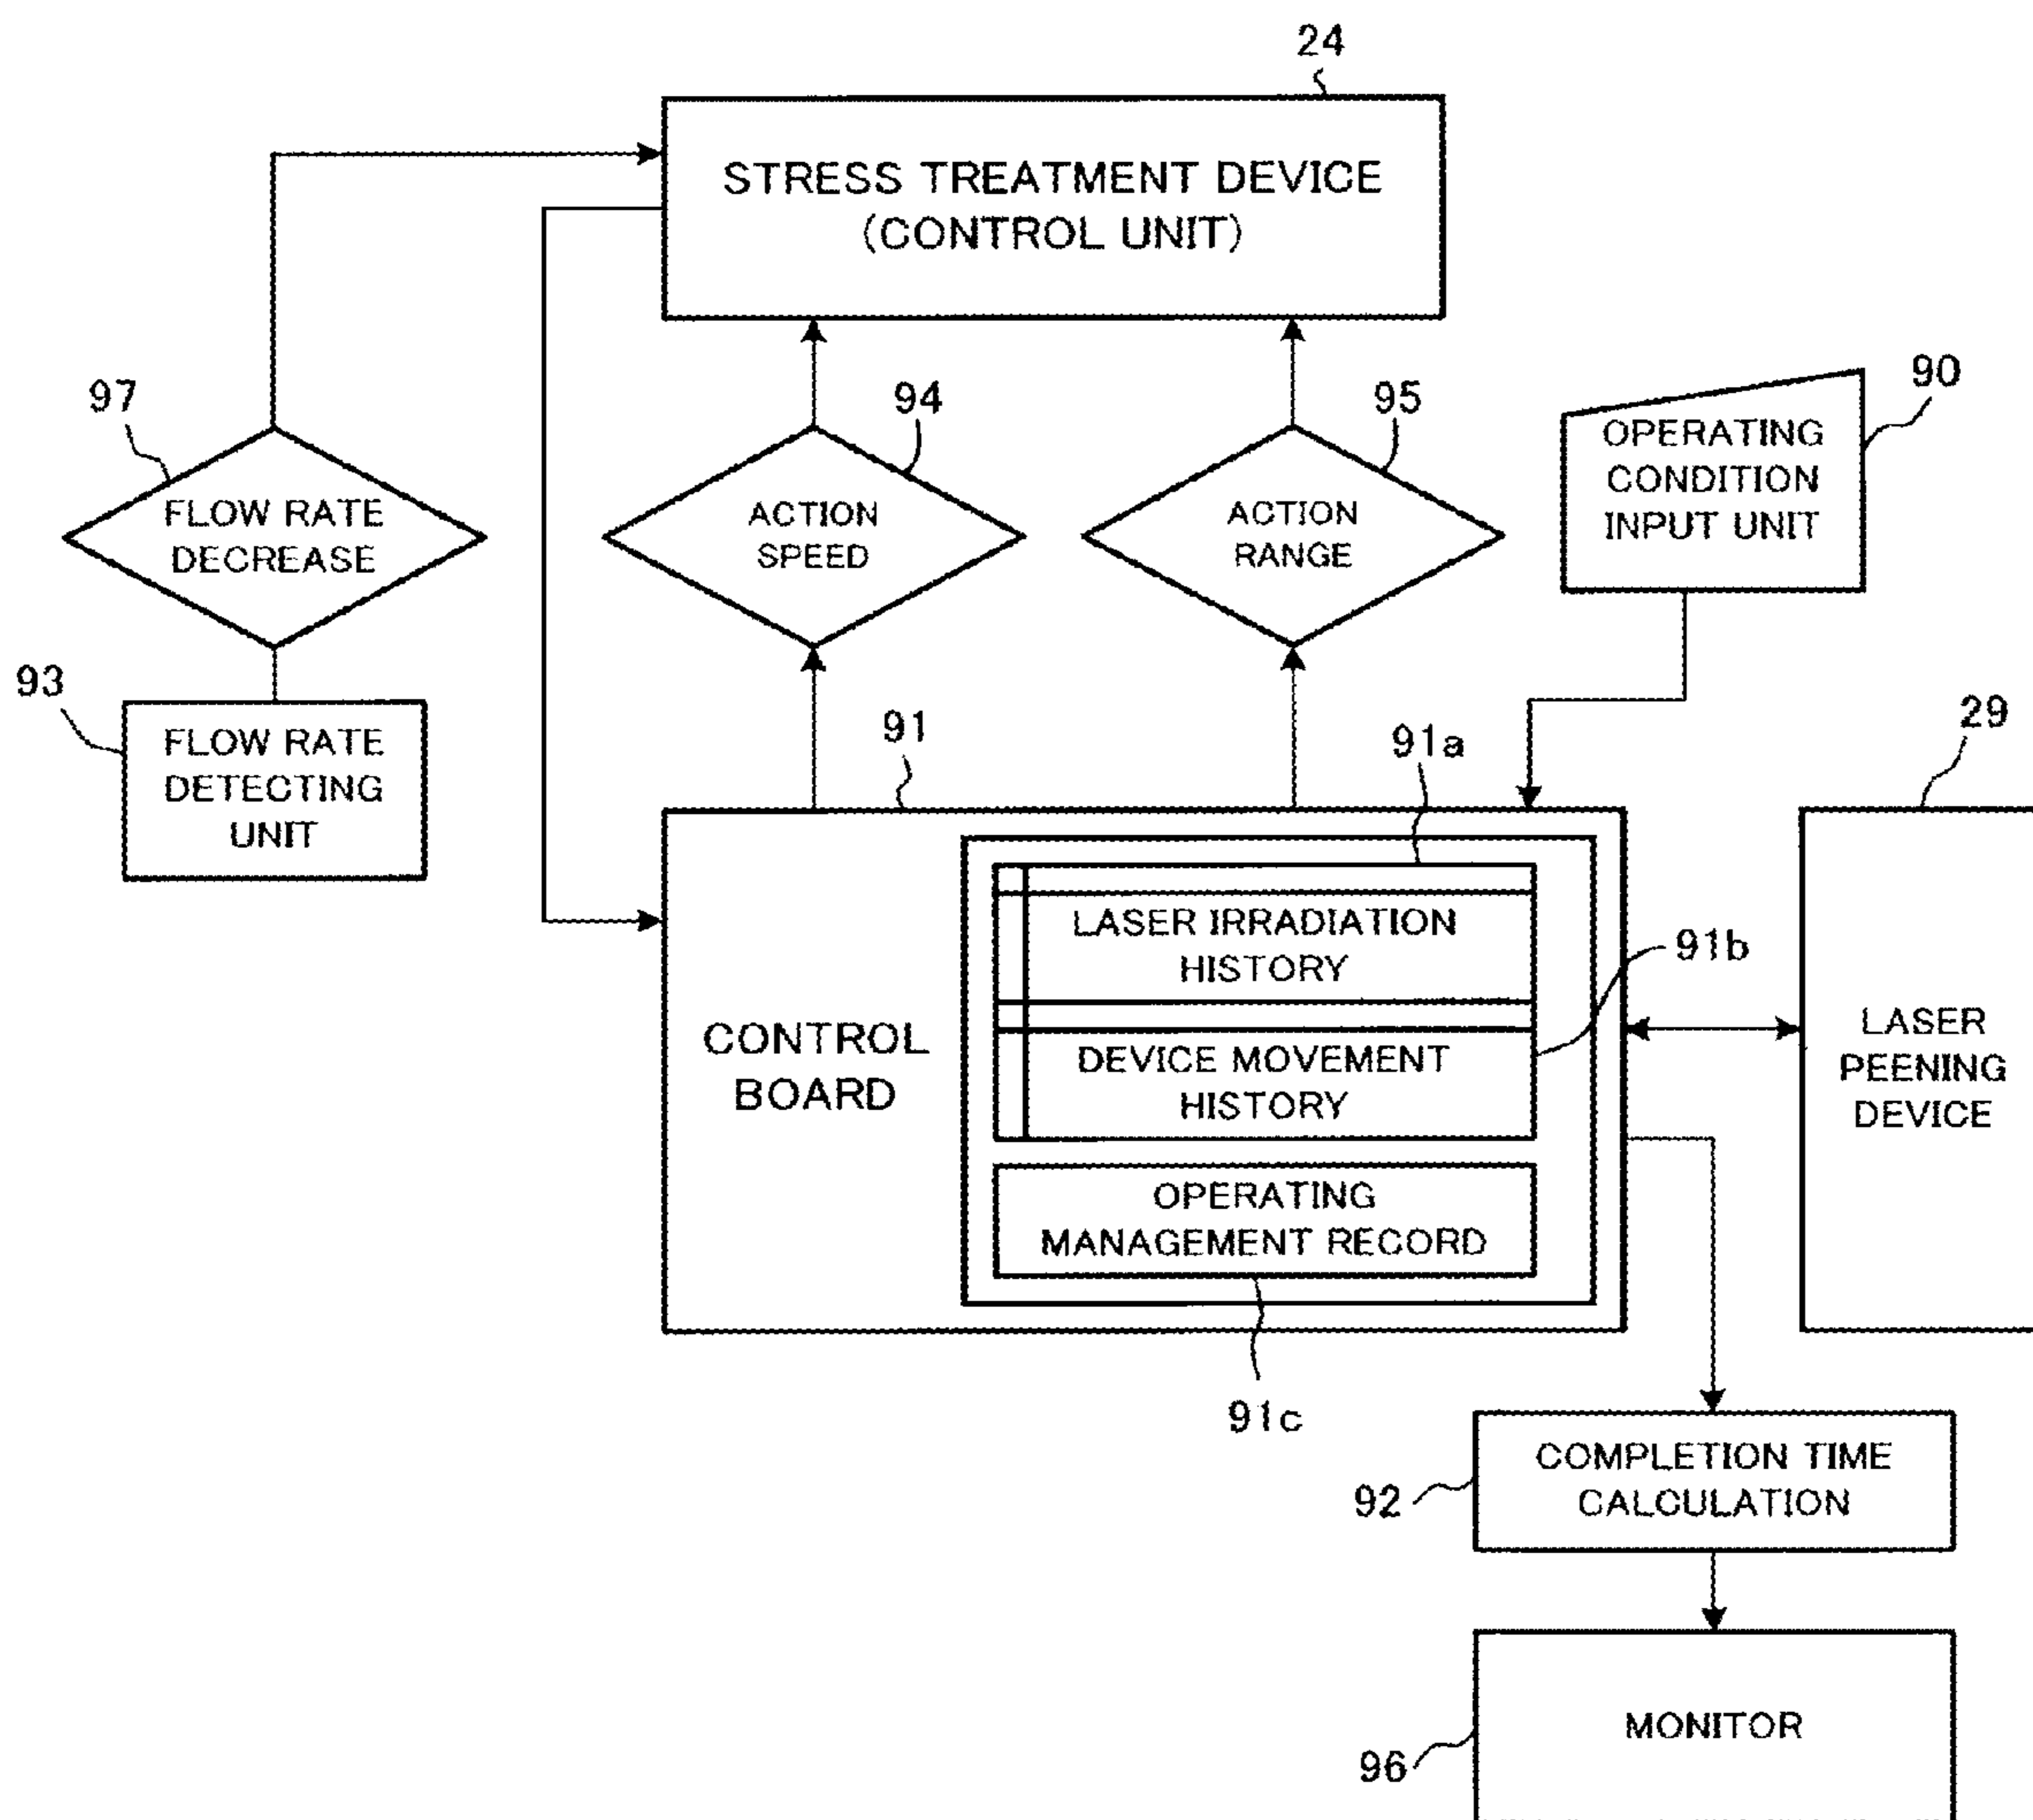 24
STRESS TREATMENT DEVICE
(CONTROL UNIT)
97
FLOW RATE
DECREASE
94
ACTION
SPEED
95
ACTION
RANGE
90
OPERATING
CONDITION
INPUT UNIT
93
FLOW RATE
DETECTING
UNIT
91
CONTROL
BOARD
91a
LASER IRRADIATION
HISTORY
91b
DEVICE MOVEMENT
HISTORY
OPERATING
MANAGEMENT RECORD
91c
29
LASER
PEENING
DEVICE
92
COMPLETION TIME
CALCULATION
96
MONITOR